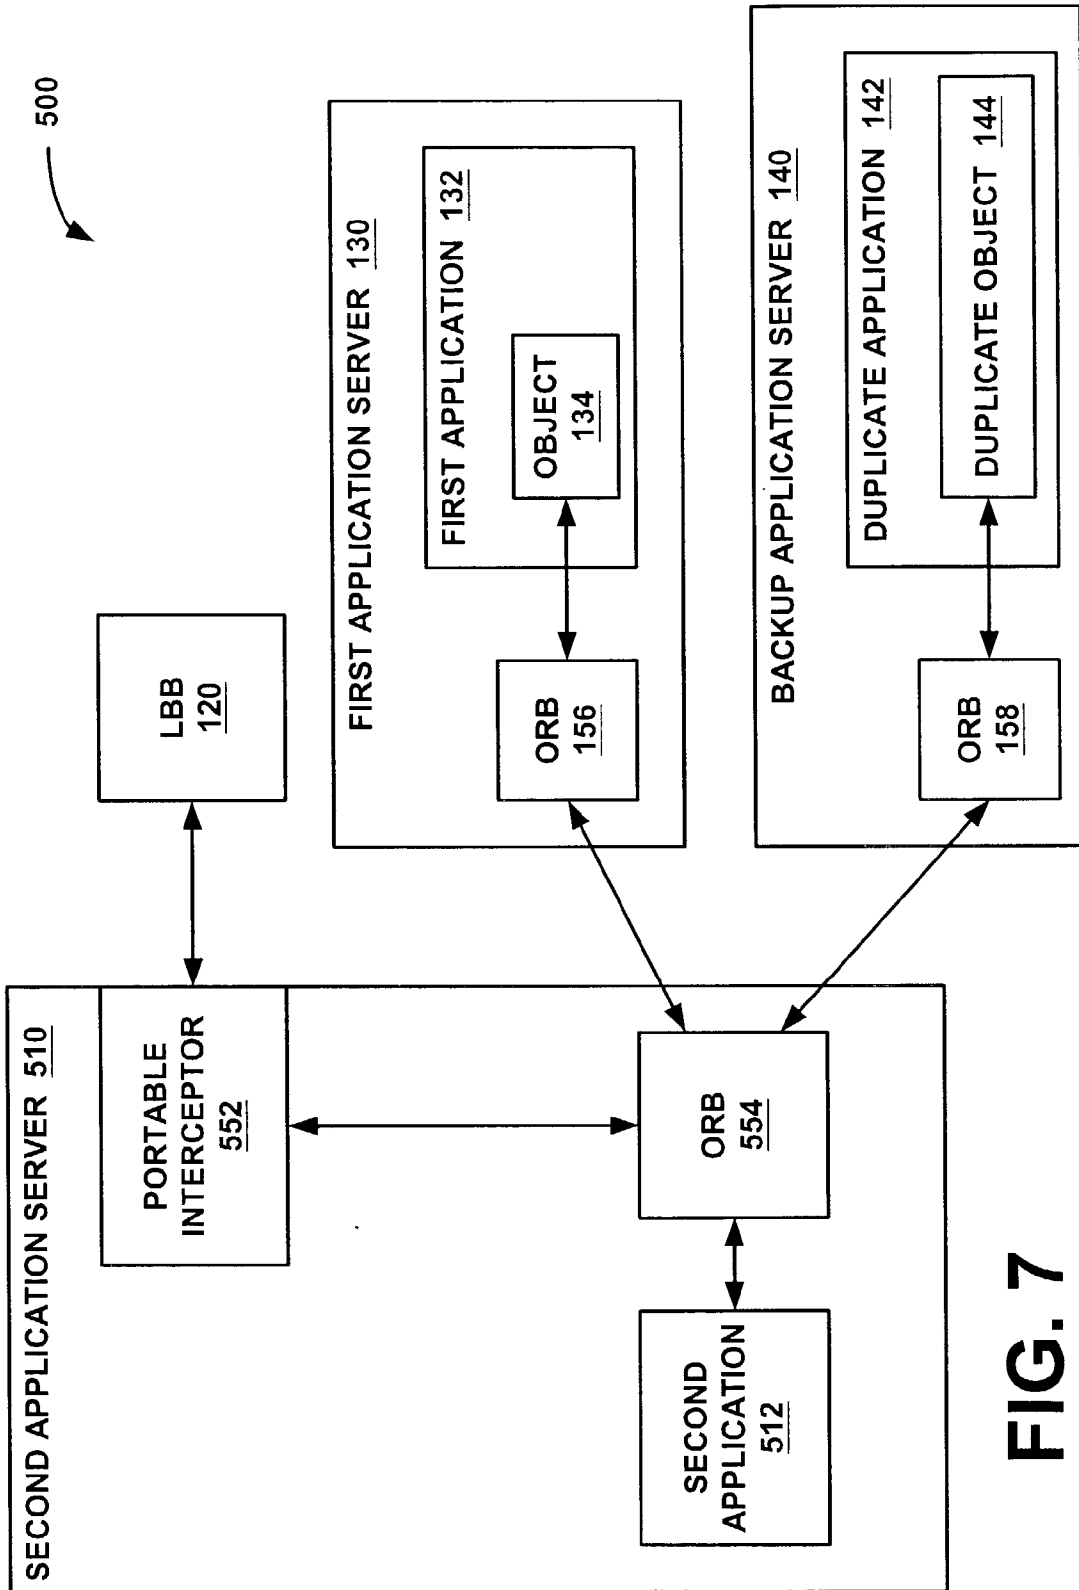 500
SECOND APPLICATION SERVER 510
PORTABLE
INTERCEPTOR
552
LBB
120
SECOND
APPLICATION
512
ORB
554
FIRST APPLICATION SERVER 130
FIRST APPLICATION 132
OBJECT
134
ORB
156
BACKUP APPLICATION SERVER 140
DUPLICATE APPLICATION 142
DUPLICATE OBJECT 144
ORB
158
FIG. 7